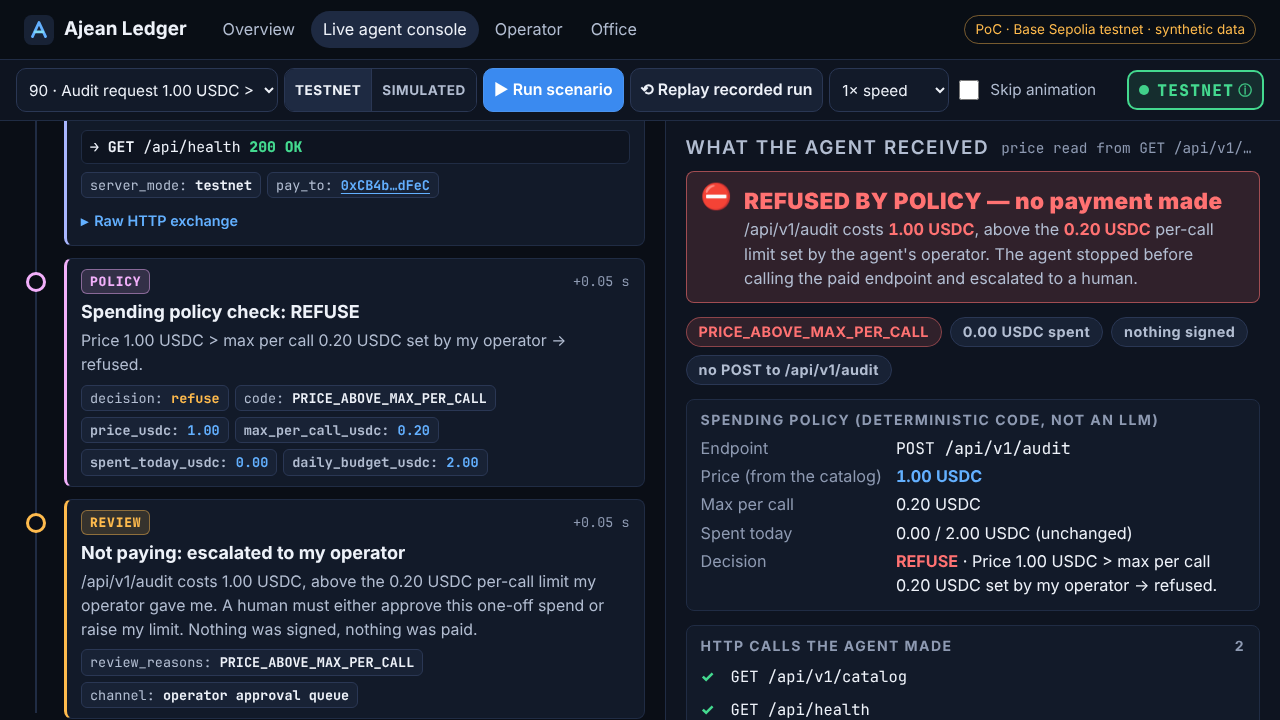 Ajean Ledger
Overview
Live agent console
Operator
Office
PoC · Base Sepolia testnet · synthetic data
90 · Audit request 1.00 USDC >
TESTNET
SIMULATED
▶ Run scenario
⟲ Replay recorded run
1× speed
Skip animation
TESTNET ⓘ
→ GET /api/health 200 OK
server_mode: testnet
pay_to: 0xCB4b…dFeC
▸ Raw HTTP exchange
POLICY
+0.05 s
Spending policy check: REFUSE
Price 1.00 USDC > max per call 0.20 USDC set by my operator →
refused.
decision: refuse
code: PRICE_ABOVE_MAX_PER_CALL
price_usdc: 1.00
max_per_call_usdc: 0.20
spent_today_usdc: 0.00
daily_budget_usdc: 2.00
REVIEW
+0.05 s
Not paying: escalated to my operator
/api/v1/audit costs 1.00 USDC, above the 0.20 USDC per-call limit my
operator gave me. A human must either approve this one-off spend or
raise my limit. Nothing was signed, nothing was paid.
review_reasons: PRICE_ABOVE_MAX_PER_CALL
channel: operator approval queue
WHAT THE AGENT RECEIVED
price read from GET /api/v1/…
REFUSED BY POLICY — no payment made
/api/v1/audit costs 1.00 USDC, above the 0.20 USDC per-call
limit set by the agent's operator. The agent stopped before
calling the paid endpoint and escalated to a human.
PRICE_ABOVE_MAX_PER_CALL
0.00 USDC spent
nothing signed
no POST to /api/v1/audit
SPENDING POLICY (DETERMINISTIC CODE, NOT AN LLM)
Endpoint POST /api/v1/audit
Price (from the catalog) 1.00 USDC
Max per call 0.20 USDC
Spent today 0.00 / 2.00 USDC (unchanged)
Decision REFUSE · Price 1.00 USDC > max per call
0.20 USDC set by my operator → refused.
HTTP CALLS THE AGENT MADE 2
✓ GET /api/v1/catalog
✓ GET /api/health